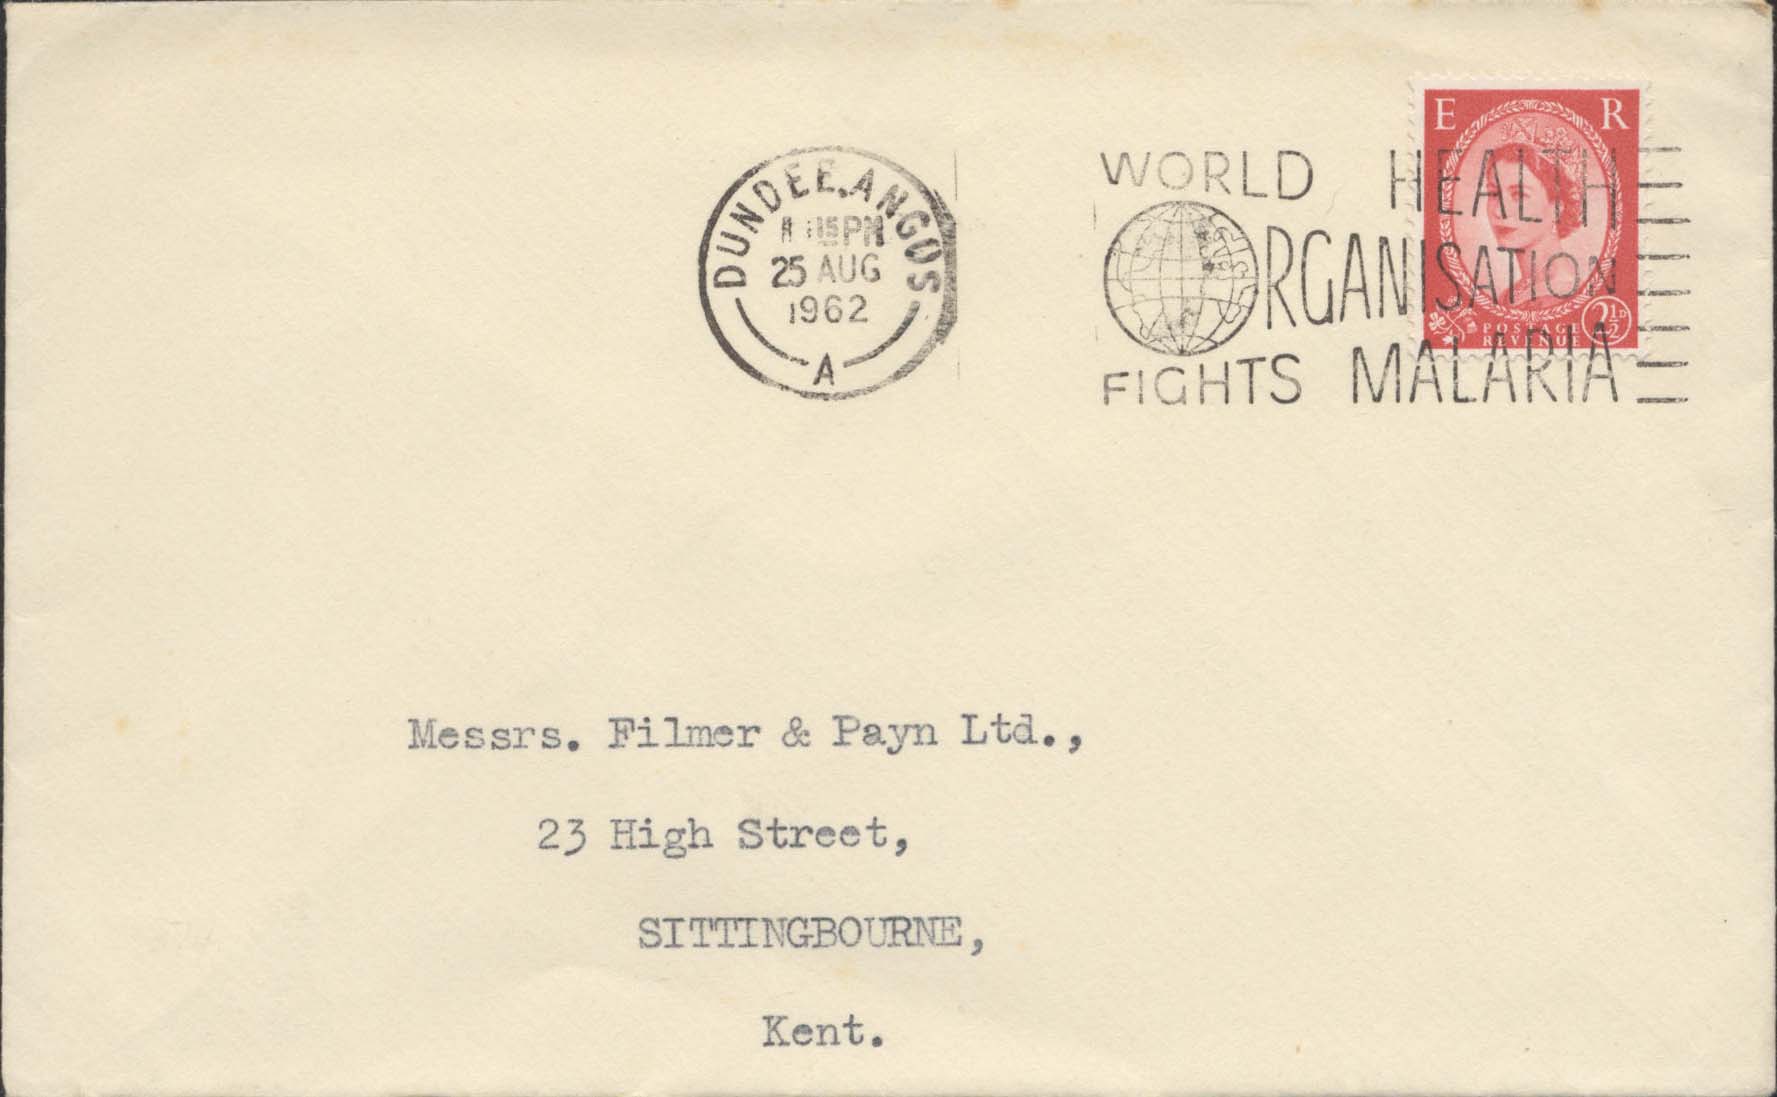 DUNDEE. ANGUS
25 AUG
1962
A
WORLD HEALTH
ORGANISATION
FIGHTS MALARIA
E R
POSTAGE
REVENUE
2½D
Messrs. Filmer & Payn Ltd.,
23 High Street,
SITTINGBOURNE,
Kent.